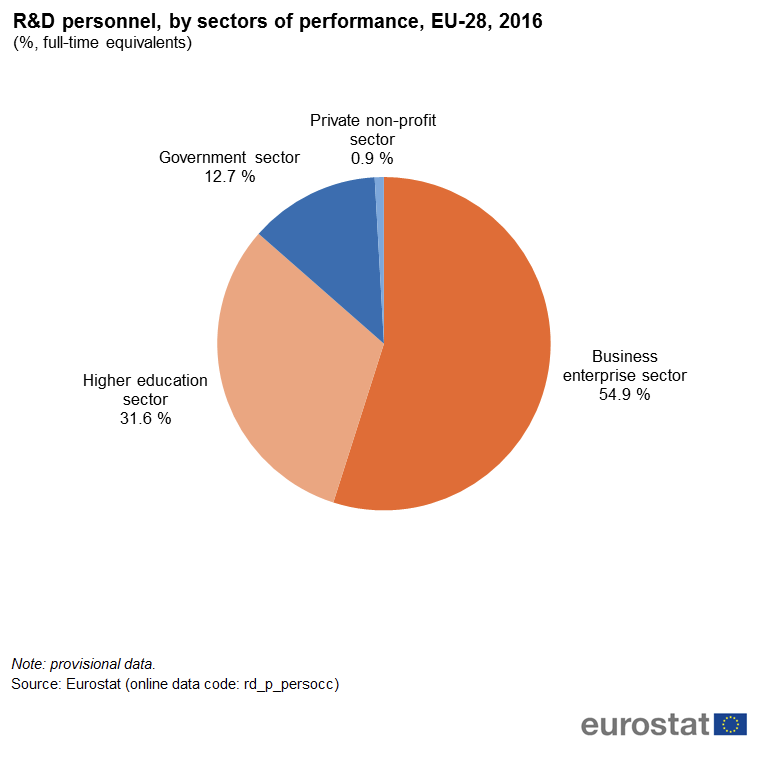 R&D personnel, by sectors of performance, EU-28, 2016
(%, full-time equivalents)
Private non-profit
sector
0.9 %
Government sector
12.7 %
Business
enterprise sector
54.9 %
Higher education
sector
31.6 %
Note: provisional data.
Source: Eurostat (online data code: rd_p_persocc)
eurostat